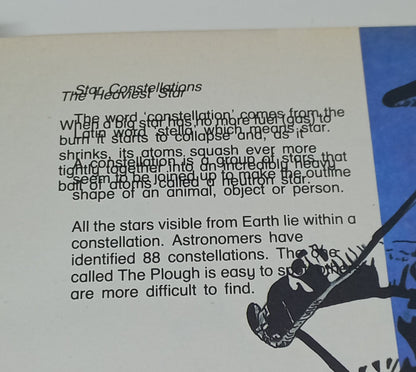 Star Constellations
The Heaviest Star
The word 'constellation' comes from the
Latin word 'stella' which means star.
When a big star has no more fuel (gas) to
burn it starts to collapse and, as it
shrinks, its atoms squash ever more
tightly together into an incredibly heavy
ball of atoms called a neutron star.
A constellation is a group of stars that
seem to be joined up to make the outline
shape of an animal, object or person.
All the stars visible from Earth lie within a
constellation. Astronomers have
identified 88 constellations. The one
called The Plough is easy to spot
are more difficult to find.